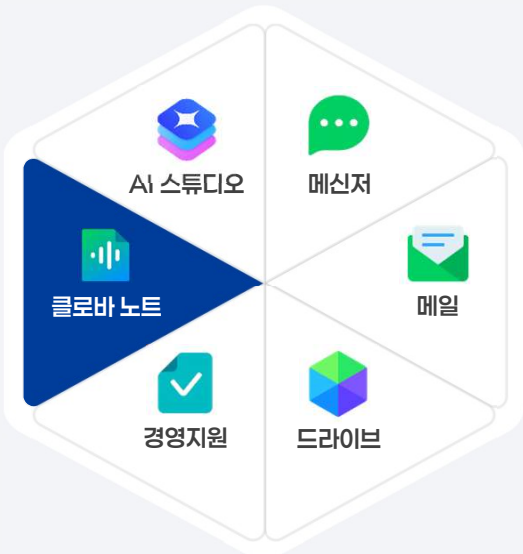 AI 스튜디오
메신저
클로바 노트
메일
경영지원
드라이브